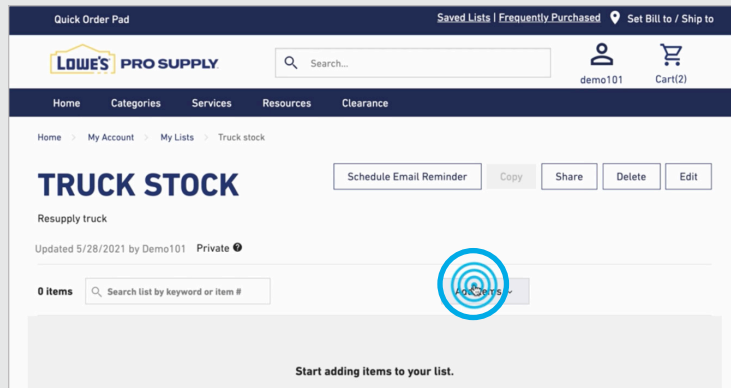 Quick Order Pad
Saved Lists | Frequently Purchased Set Bill to / Ship to
LOWE'S PRO SUPPLY
Search...
demo101 Cart(2)
Home Categories Services Resources Clearance
Home > My Account > My Lists > Truck stock
TRUCK STOCK
Schedule Email Reminder Copy Share Delete Edit
Resupply truck
Updated 5/28/2021 by Demo101 Private
0 items Search list by keyword or item # Add Items
Start adding items to your list.